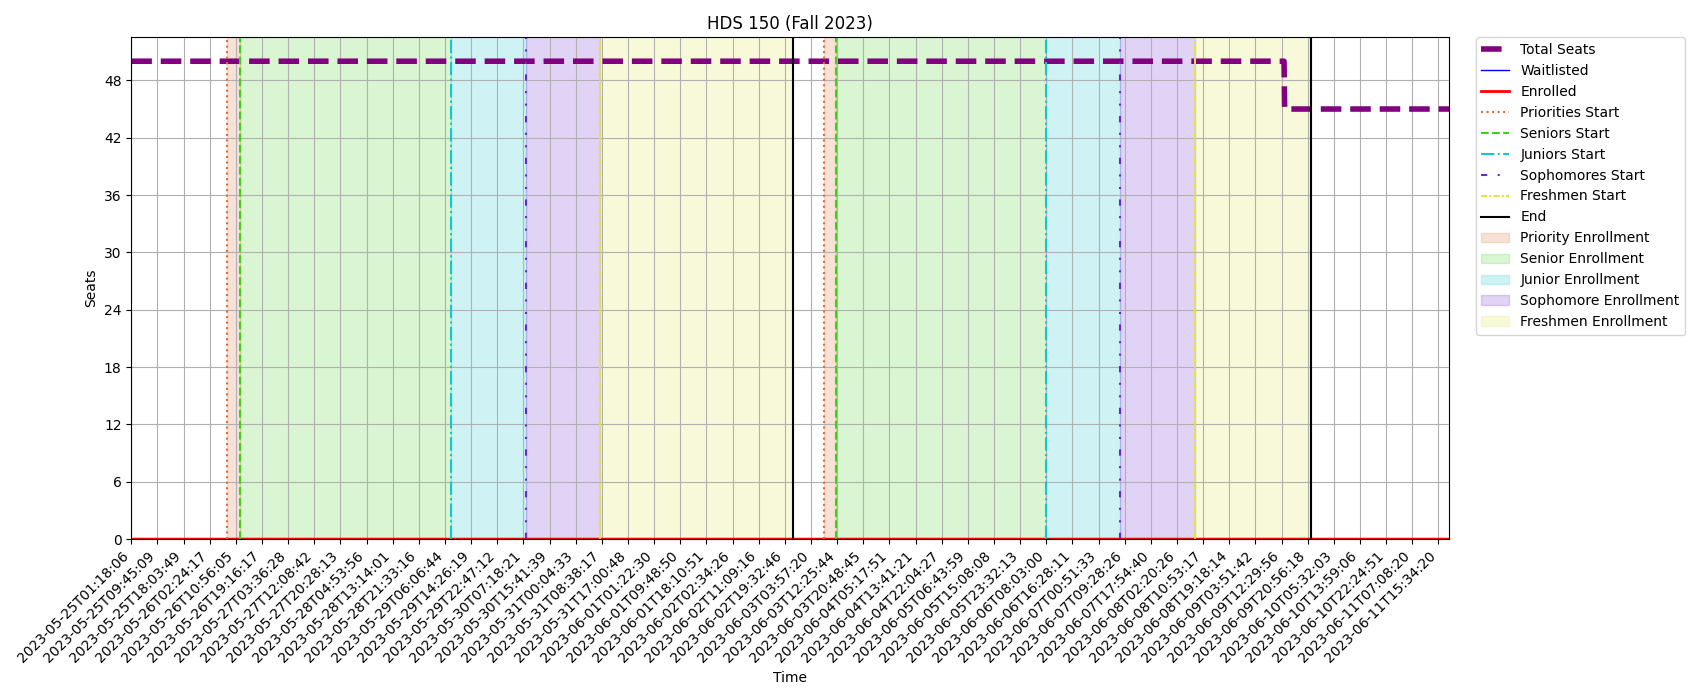 HDS 150 (Fall 2023)
Seats
48
42
36
30
24
18
12
6
0
2023-05-25T01:18:06
2023-05-25T09:45:09
2023-05-25T18:03:49
2023-05-26T02:24:17
2023-05-26T10:56:05
2023-05-26T19:16:17
2023-05-27T03:36:28
2023-05-27T12:08:42
2023-05-27T20:28:13
2023-05-28T04:53:56
2023-05-28T13:14:01
2023-05-28T21:33:16
2023-05-29T06:06:44
2023-05-29T14:26:19
2023-05-29T22:47:12
2023-05-30T07:18:21
2023-05-30T15:41:39
2023-05-31T00:04:33
2023-05-31T08:38:17
2023-05-31T17:00:48
2023-06-01T01:22:30
2023-06-01T09:48:50
2023-06-01T18:10:51
2023-06-02T02:34:26
2023-06-02T11:09:16
2023-06-02T19:32:46
2023-06-03T03:57:20
2023-06-03T12:25:44
2023-06-03T20:48:45
2023-06-04T05:17:51
2023-06-04T13:41:21
2023-06-04T22:04:27
2023-06-05T06:43:59
2023-06-05T15:08:08
2023-06-05T23:32:13
2023-06-06T08:03:00
2023-06-06T16:28:11
2023-06-07T00:51:33
2023-06-07T09:28:26
2023-06-07T17:54:40
2023-06-08T02:20:26
2023-06-08T10:53:17
2023-06-08T19:18:14
2023-06-09T03:51:42
2023-06-09T12:29:56
2023-06-09T20:56:18
2023-06-10T05:32:03
2023-06-10T13:59:06
2023-06-10T22:24:51
2023-06-11T07:08:20
2023-06-11T15:34:20
Time
Total Seats
Waitlisted
Enrolled
Priorities Start
Seniors Start
Juniors Start
Sophomores Start
Freshmen Start
End
Priority Enrollment
Senior Enrollment
Junior Enrollment
Sophomore Enrollment
Freshmen Enrollment